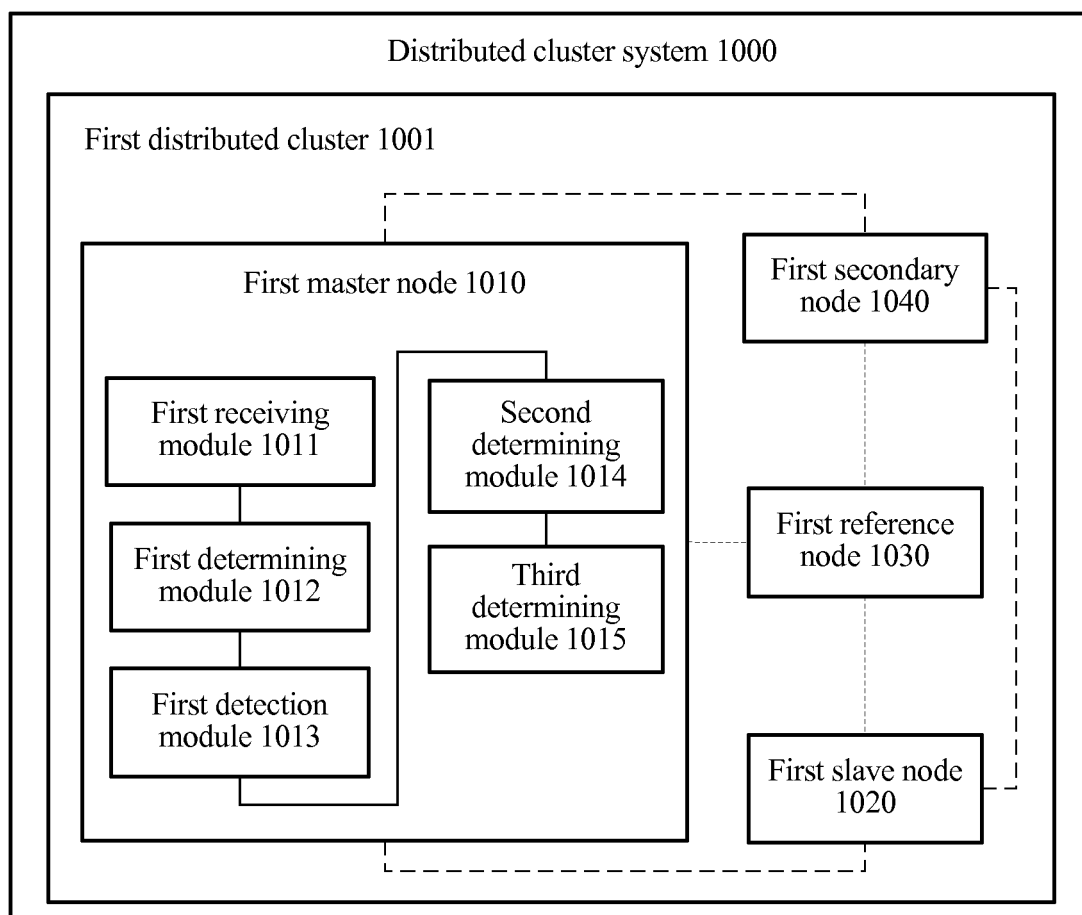 Distributed cluster system 1000
First distributed cluster 1001
First master node 1010
First receiving
module 1011
First determining
module 1012
First detection
module 1013
Second
determining
module 1014
Third
determining
module 1015
First secondary
node 1040
First reference
node 1030
First slave node
1020